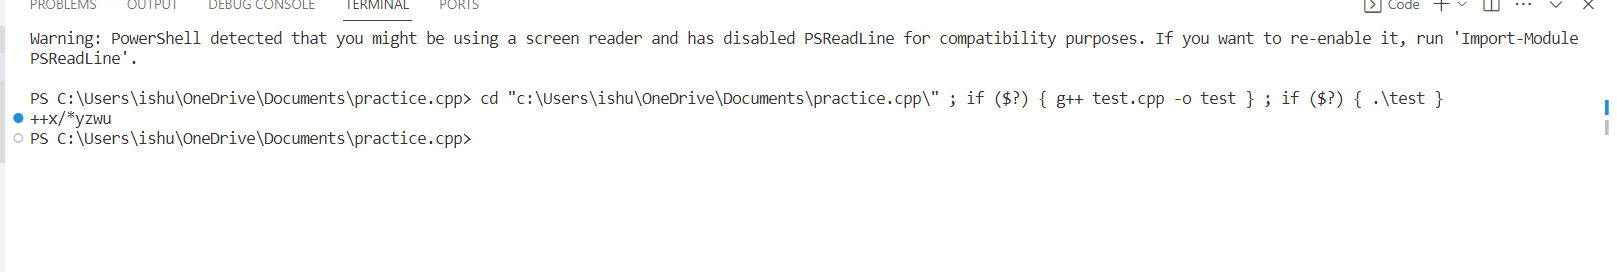 PROBLEMS OUTPUT DEBUG CONSOLE TERMINAL PORTS Code
Warning: PowerShell detected that you might be using a screen reader and has disabled PSReadLine for compatibility purposes. If you want to re-enable it, run 'Import-Module
PSReadLine'.
PS C:\Users\ishu\OneDrive\Documents\practice.cpp> cd "c:\Users\ishu\OneDrive\Documents\practice.cpp\" ; if ($?) { g++ test.cpp -o test } ; if ($?) { .\test }
++x/*yzwu
PS C:\Users\ishu\OneDrive\Documents\practice.cpp>